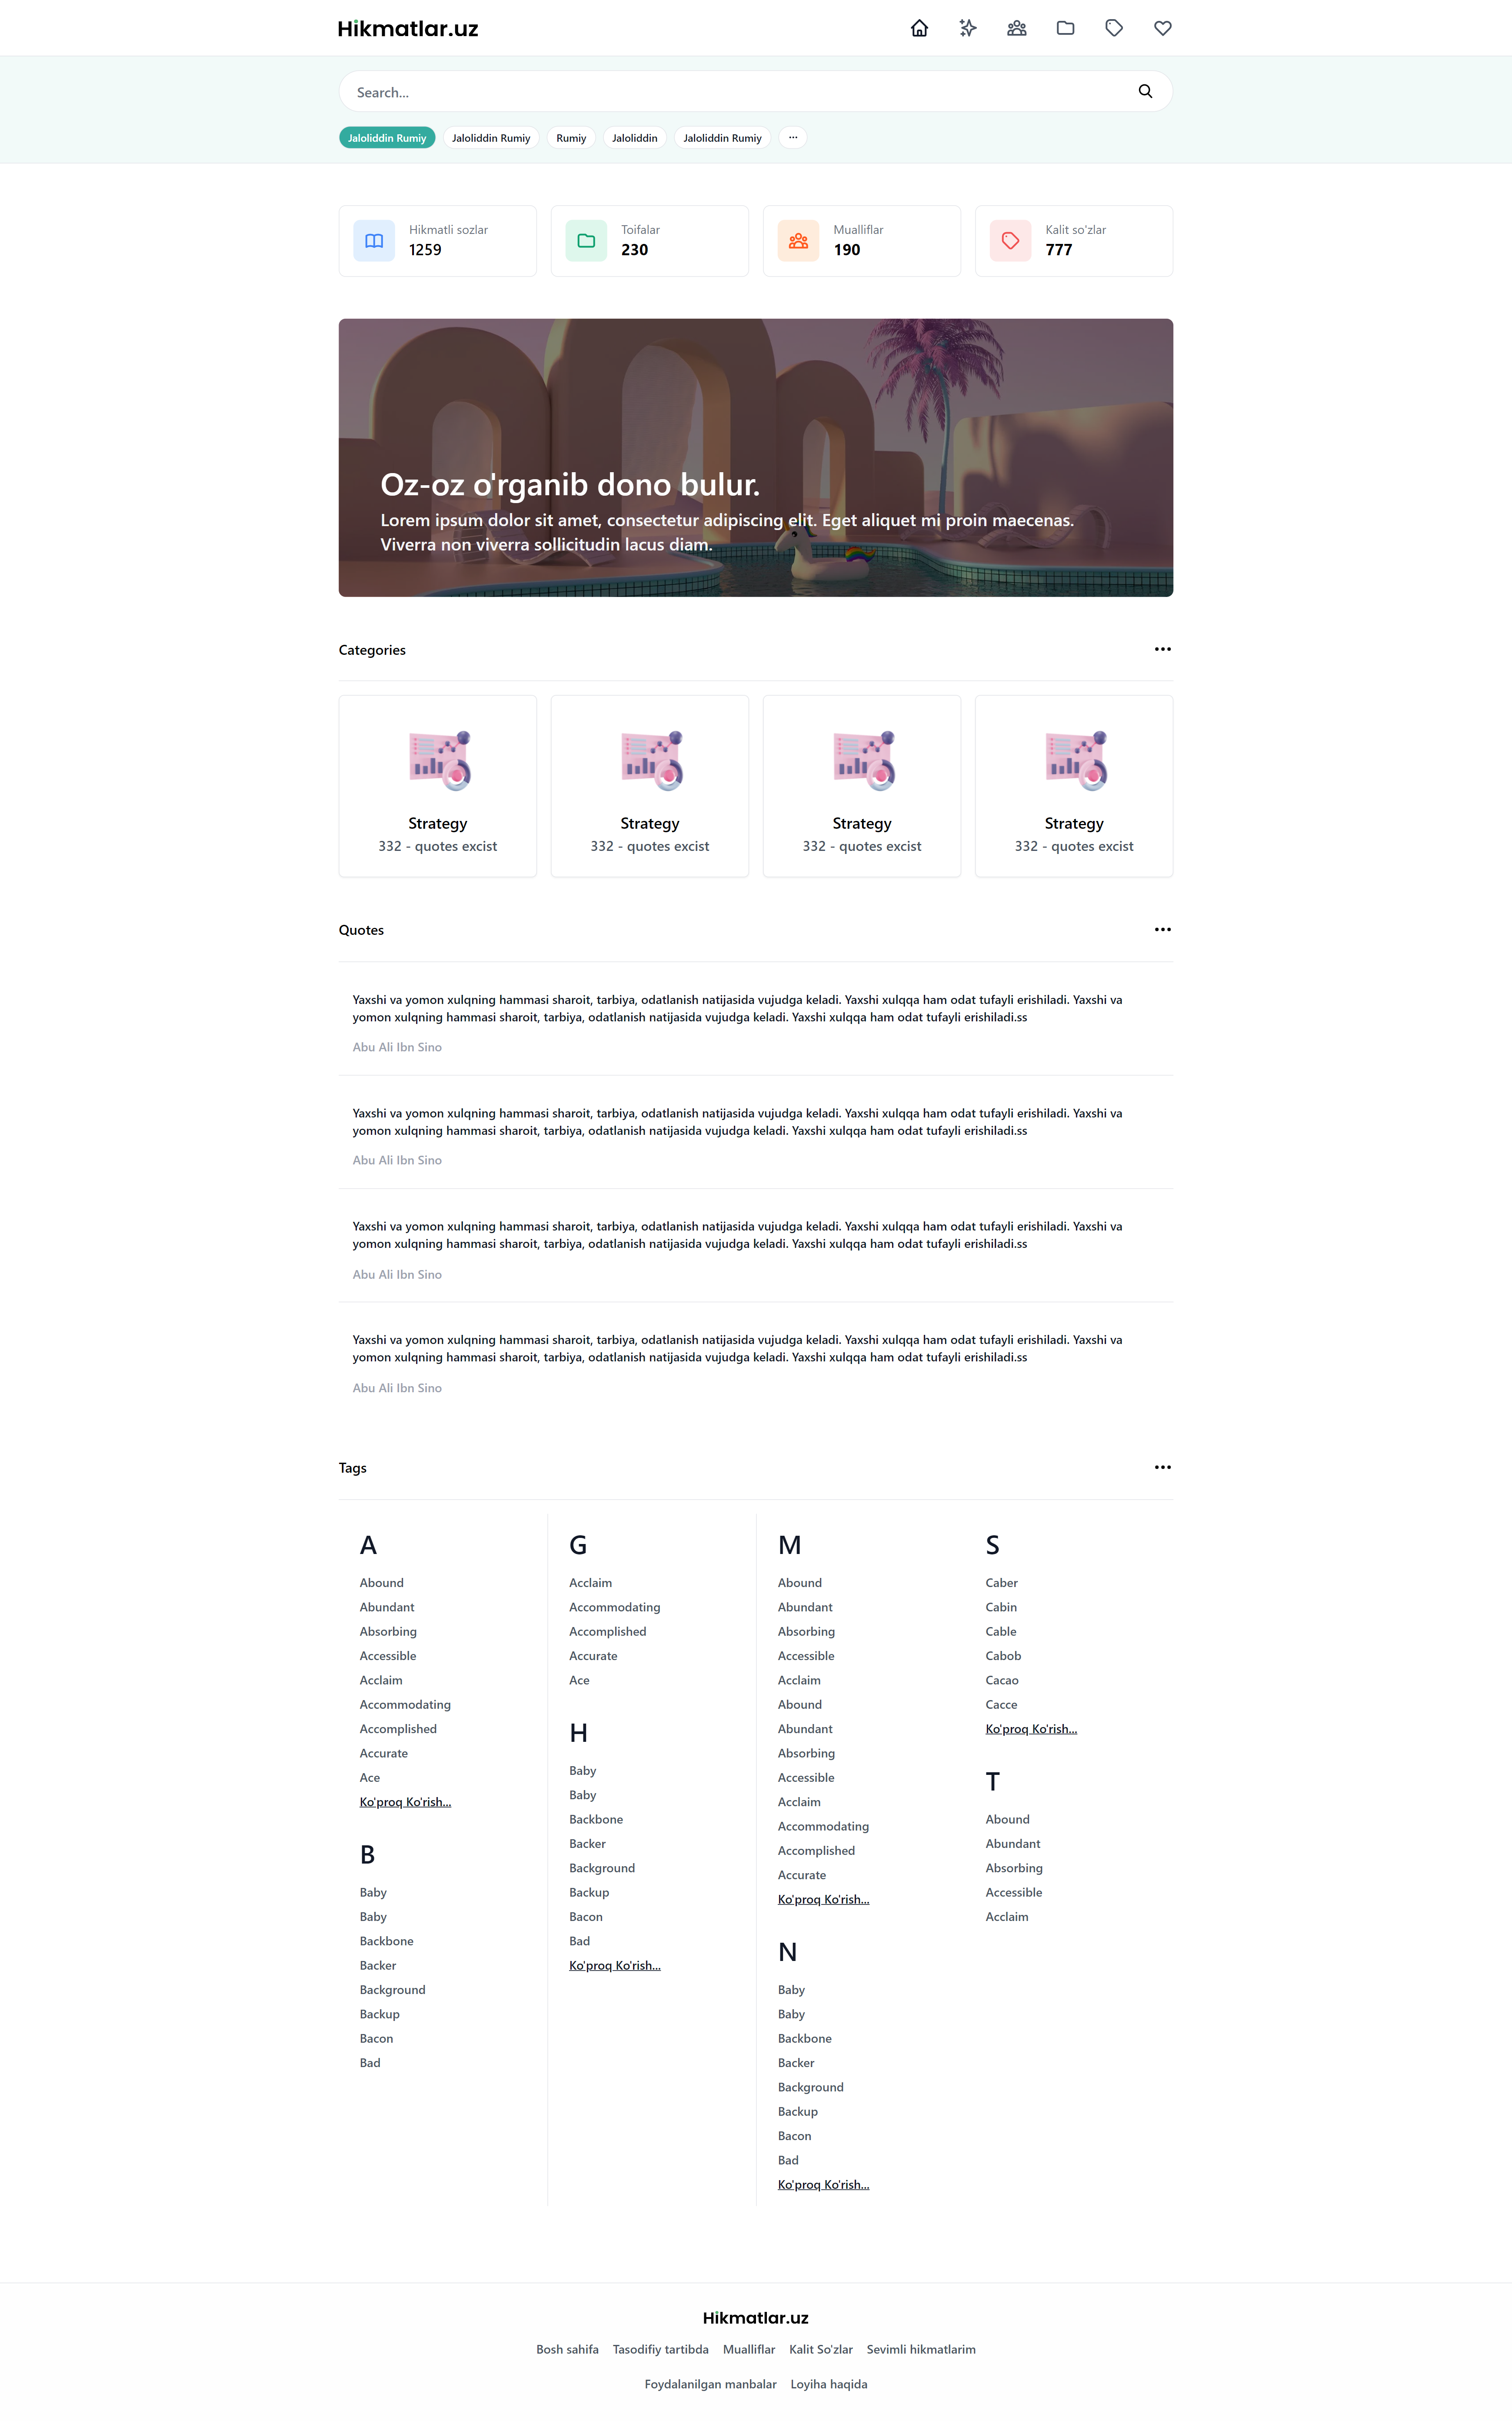 Hikmatlar.uz
Search...
Jaloliddin Rumiy
Jaloliddin Rumiy
Rumiy
Jaloliddin
Jaloliddin Rumiy
...
Hikmatli sozlar
1259
Toifalar
230
Mualliflar
190
Kalit so'zlar
777
Oz-oz o'rganib dono bulur.
Lorem ipsum dolor sit amet, consectetur adipiscing elit. Eget aliquet mi proin maecenas.
Viverra non viverra sollicitudin lacus diam.
Categories
Strategy
332 - quotes excist
Strategy
332 - quotes excist
Strategy
332 - quotes excist
Strategy
332 - quotes excist
Quotes
Yaxshi va yomon xulqning hammasi sharoit, tarbiya, odatlanish natijasida vujudga keladi. Yaxshi xulqqa ham odat tufayli erishiladi. Yaxshi va
yomon xulqning hammasi sharoit, tarbiya, odatlanish natijasida vujudga keladi. Yaxshi xulqqa ham odat tufayli erishiladi.ss
Abu Ali Ibn Sino
Yaxshi va yomon xulqning hammasi sharoit, tarbiya, odatlanish natijasida vujudga keladi. Yaxshi xulqqa ham odat tufayli erishiladi. Yaxshi va
yomon xulqning hammasi sharoit, tarbiya, odatlanish natijasida vujudga keladi. Yaxshi xulqqa ham odat tufayli erishiladi.ss
Abu Ali Ibn Sino
Yaxshi va yomon xulqning hammasi sharoit, tarbiya, odatlanish natijasida vujudga keladi. Yaxshi xulqqa ham odat tufayli erishiladi. Yaxshi va
yomon xulqning hammasi sharoit, tarbiya, odatlanish natijasida vujudga keladi. Yaxshi xulqqa ham odat tufayli erishiladi.ss
Abu Ali Ibn Sino
Yaxshi va yomon xulqning hammasi sharoit, tarbiya, odatlanish natijasida vujudga keladi. Yaxshi xulqqa ham odat tufayli erishiladi. Yaxshi va
yomon xulqning hammasi sharoit, tarbiya, odatlanish natijasida vujudga keladi. Yaxshi xulqqa ham odat tufayli erishiladi.ss
Abu Ali Ibn Sino
Tags
A
Abound
Abundant
Absorbing
Accessible
Acclaim
Accommodating
Accomplished
Accurate
Ace
Ko'proq Ko'rish...
B
Baby
Baby
Backbone
Backer
Background
Backup
Bacon
Bad
G
Acclaim
Accommodating
Accomplished
Accurate
Ace
H
Baby
Baby
Backbone
Backer
Background
Backup
Bacon
Bad
Ko'proq Ko'rish...
M
Abound
Abundant
Absorbing
Accessible
Acclaim
Abound
Abundant
Absorbing
Accessible
Acclaim
Accommodating
Accomplished
Accurate
Ko'proq Ko'rish...
N
Baby
Baby
Backbone
Backer
Background
Backup
Bacon
Bad
Ko'proq Ko'rish...
S
Caber
Cabin
Cable
Cabob
Cacao
Cacce
Ko'proq Ko'rish...
T
Abound
Abundant
Absorbing
Accessible
Acclaim
Hikmatlar.uz
Bosh sahifa
Tasodifiy tartibda
Mualliflar
Kalit So'zlar
Sevimli hikmatlarim
Foydalanilgan manbalar
Loyiha haqida